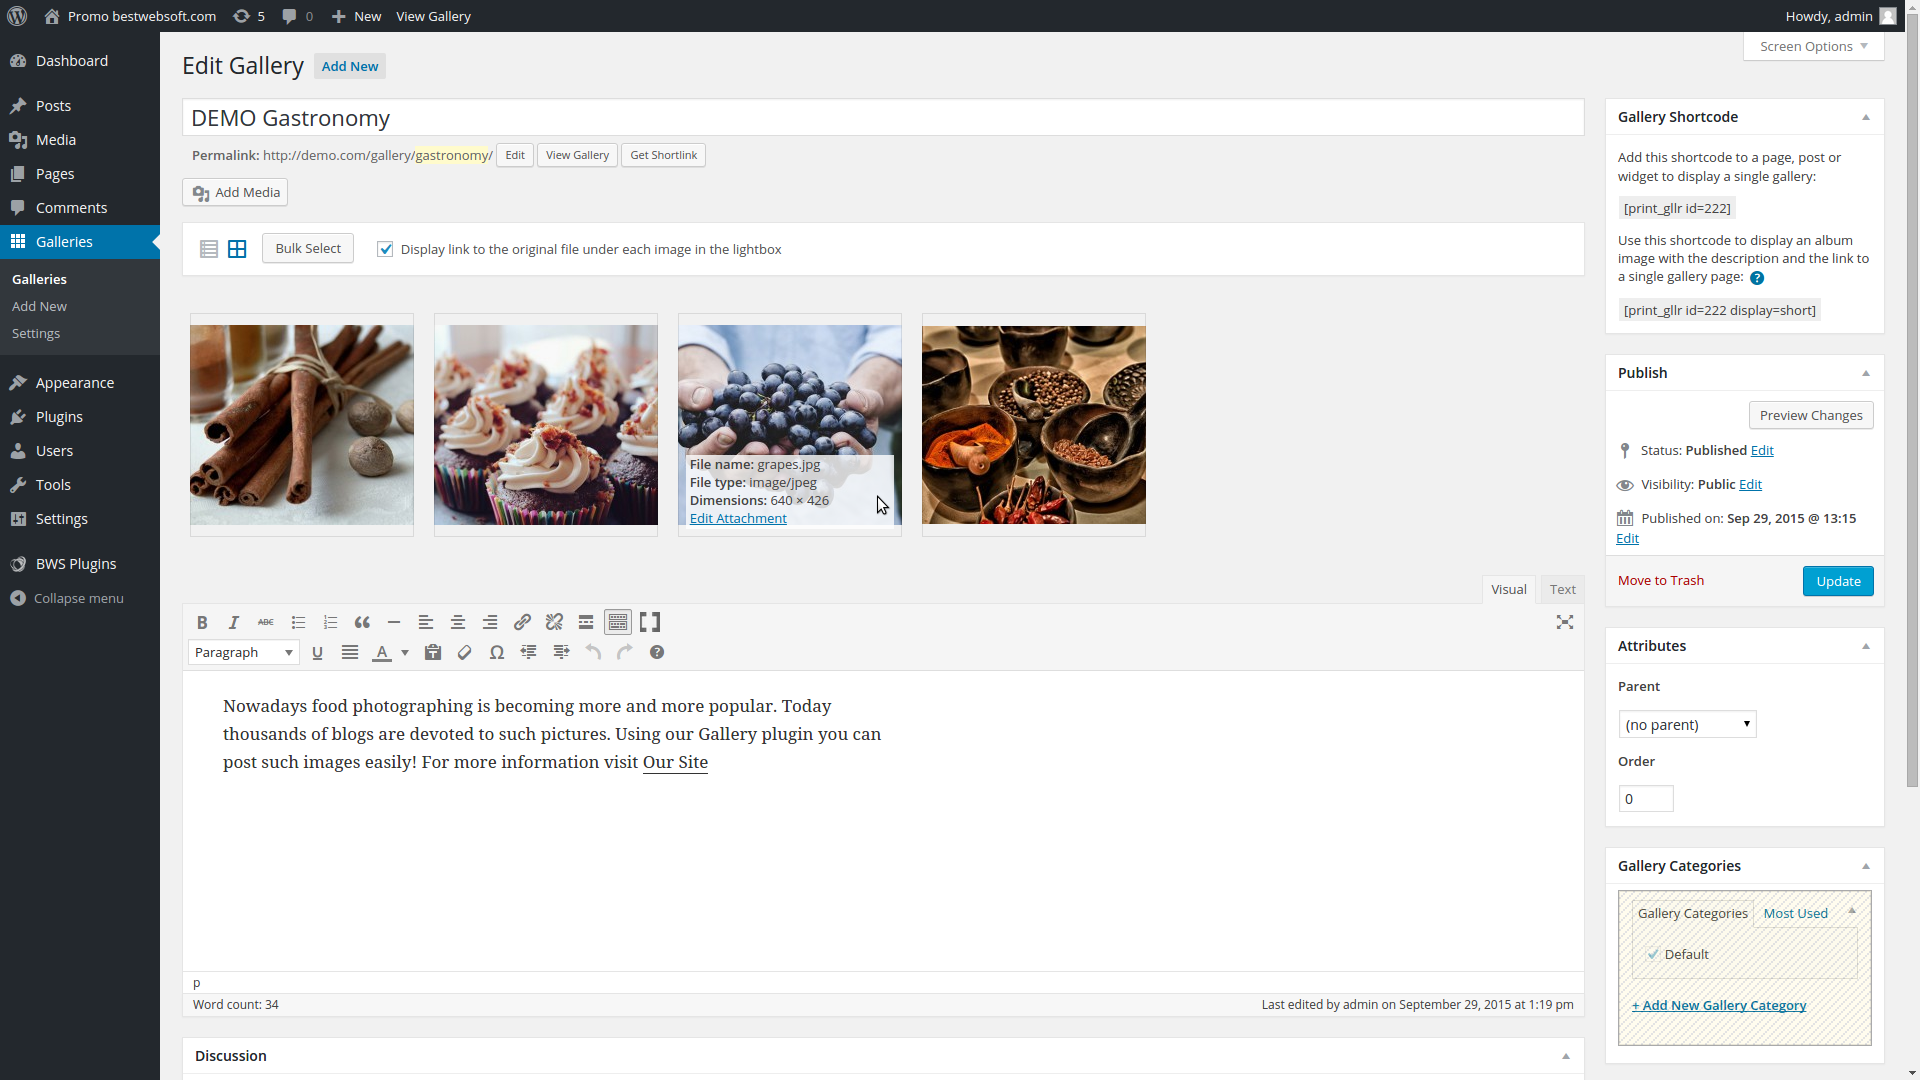 Promo bestwebsoft.com 5 0 New View Gallery Howdy, admin
Screen Options
Dashboard
Posts
Media
Pages
Comments
Galleries
Galleries
Add New
Settings
Appearance
Plugins
Users
Tools
Settings
BWS Plugins
Collapse menu
Edit Gallery Add New
DEMO Gastronomy
Permalink: http://demo.com/gallery/gastronomy/ Edit View Gallery Get Shortlink
Add Media
Bulk Select Display link to the original file under each image in the lightbox
File name: grapes.jpg
File type: image/jpeg
Dimensions: 640 × 426
Edit Attachment
Visual Text
B I ABC
Paragraph U A Ω ?
Nowadays food photographing is becoming more and more popular. Today
thousands of blogs are devoted to such pictures. Using our Gallery plugin you can
post such images easily! For more information visit Our Site
p
Word count: 34 Last edited by admin on September 29, 2015 at 1:19 pm
Discussion
Gallery Shortcode
Add this shortcode to a page, post or
widget to display a single gallery:
[print_gllr id=222]
Use this shortcode to display an album
image with the description and the link to
a single gallery page: ?
[print_gllr id=222 display=short]
Publish
Preview Changes
Status: Published Edit
Visibility: Public Edit
Published on: Sep 29, 2015 @ 13:15
Edit
Move to Trash Update
Attributes
Parent
(no parent)
Order
0
Gallery Categories
Gallery Categories Most Used
Default
+ Add New Gallery Category